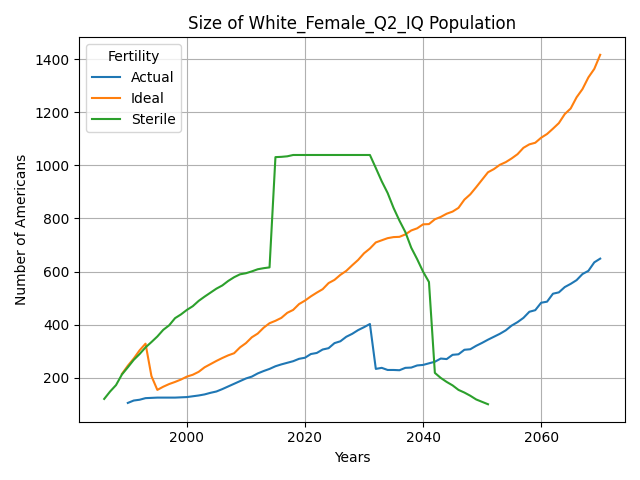 Size of White_Female_Q2_IQ Population
Fertility
Actual
Ideal
Sterile
Number of Americans
1400
1200
1000
800
600
400
200
2000
2020
2040
2060
Years